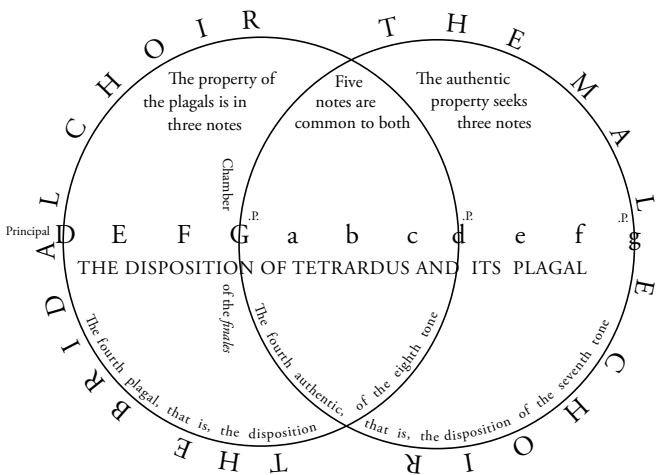 THE BRIDAL CHOIR
THE MALE CHOIR
The property of
the plagals is in
three notes
Five
notes are
common to both
The authentic
property seeks
three notes
Chamber
of the finales
Principal D E F G .P. a b c d .P. e f g .P.
THE DISPOSITION OF TETRARDUS AND ITS PLAGAL
The fourth plagal, that is, the disposition of the eighth tone
The fourth authentic, that is, the disposition of the seventh tone